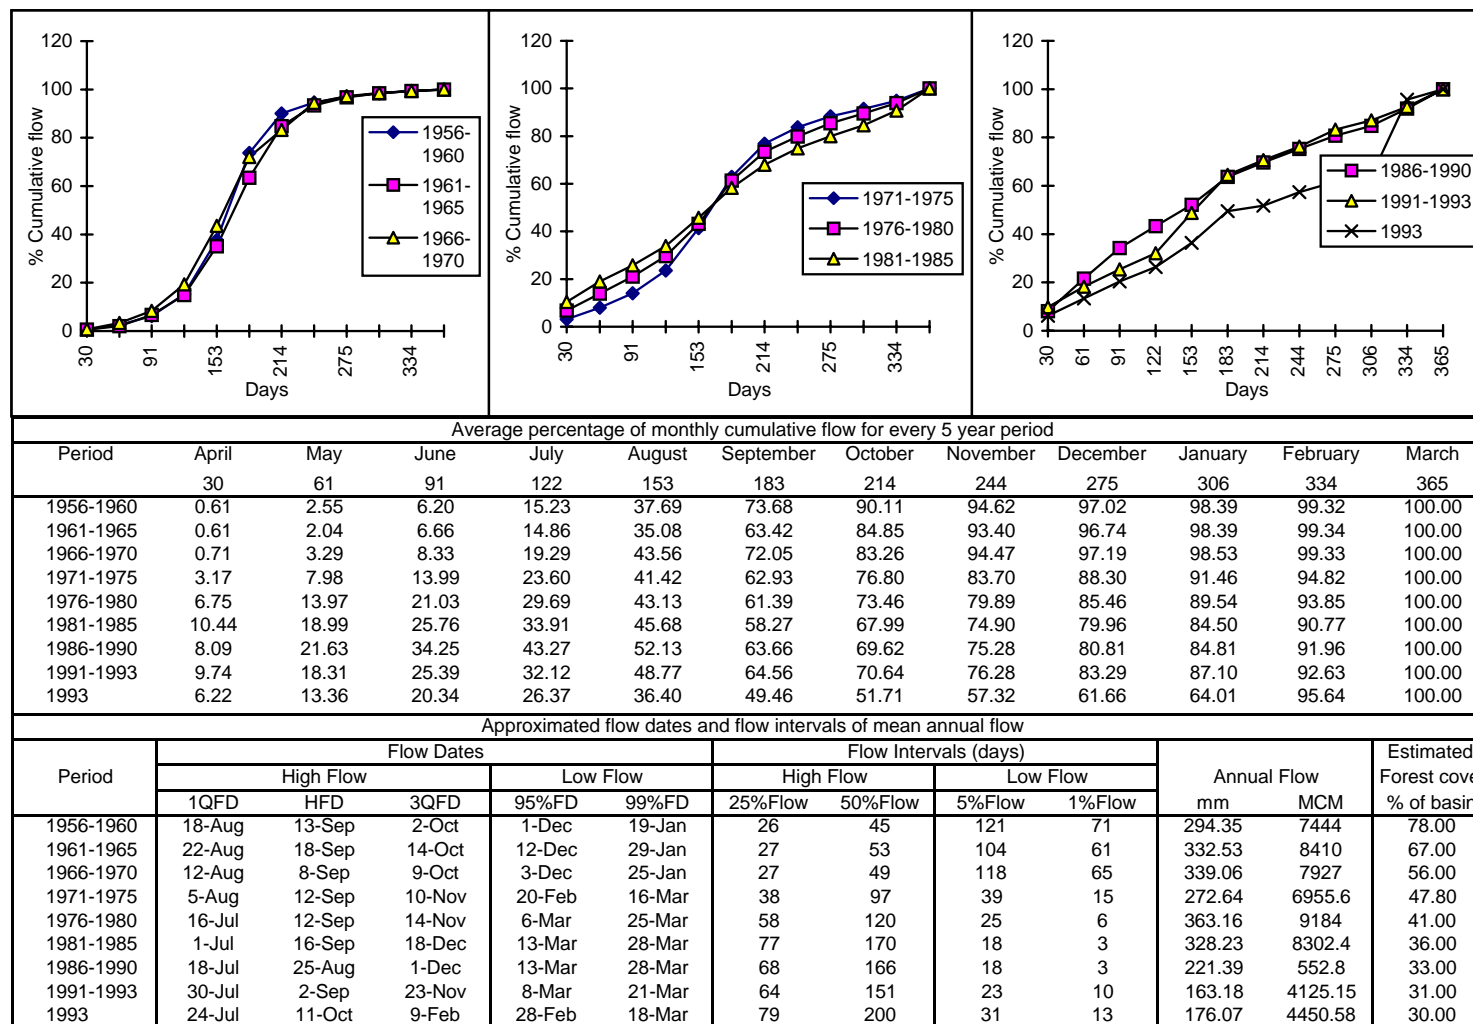 120
100
80
60
40
20
0
% Cumulative flow
30 91 153 214 275 334
Days
1956-
1960
1961-
1965
1966-
1970
120
100
80
60
40
20
0
% Cumulative flow
30 91 153 214 275 334
Days
1971-1975
1976-1980
1981-1985
120
100
80
60
40
20
0
% Cumulative flow
30 61 91 122 153 183 214 244 275 306 334 365
Days
1986-1990
1991-1993
1993
Average percentage of monthly cumulative flow for every 5 year period
Period April May June July August September October November December January February March
30 61 91 122 153 183 214 244 275 306 334 365
1956-1960 0.61 2.55 6.20 15.23 37.69 73.68 90.11 94.62 97.02 98.39 99.32 100.00
1961-1965 0.61 2.04 6.66 14.86 35.08 63.42 84.85 93.40 96.74 98.39 99.34 100.00
1966-1970 0.71 3.29 8.33 19.29 43.56 72.05 83.26 94.47 97.19 98.53 99.33 100.00
1971-1975 3.17 7.98 13.99 23.60 41.42 62.93 76.80 83.70 88.30 91.46 94.82 100.00
1976-1980 6.75 13.97 21.03 29.69 43.13 61.39 73.46 79.89 85.46 89.54 93.85 100.00
1981-1985 10.44 18.99 25.76 33.91 45.68 58.27 67.99 74.90 79.96 84.50 90.77 100.00
1986-1990 8.09 21.63 34.25 43.27 52.13 63.66 69.62 75.28 80.81 84.81 91.96 100.00
1991-1993 9.74 18.31 25.39 32.12 48.77 64.56 70.64 76.28 83.29 87.10 92.63 100.00
1993 6.22 13.36 20.34 26.37 36.40 49.46 51.71 57.32 61.66 64.01 95.64 100.00
Approximated flow dates and flow intervals of mean annual flow
Flow Dates Flow Intervals (days) Estimated
Period High Flow Low Flow High Flow Low Flow Annual Flow Forest cove
1QFD HFD 3QFD 95%FD 99%FD 25%Flow 50%Flow 5%Flow 1%Flow mm MCM % of basin
1956-1960 18-Aug 13-Sep 2-Oct 1-Dec 19-Jan 26 45 121 71 294.35 7444 78.00
1961-1965 22-Aug 18-Sep 14-Oct 12-Dec 29-Jan 27 53 104 61 332.53 8410 67.00
1966-1970 12-Aug 8-Sep 9-Oct 3-Dec 25-Jan 27 49 118 65 339.06 7927 56.00
1971-1975 5-Aug 12-Sep 10-Nov 20-Feb 16-Mar 38 97 39 15 272.64 6955.6 47.80
1976-1980 16-Jul 12-Sep 14-Nov 6-Mar 25-Mar 58 120 25 6 363.16 9184 41.00
1981-1985 1-Jul 16-Sep 18-Dec 13-Mar 28-Mar 77 170 18 3 328.23 8302.4 36.00
1986-1990 18-Jul 25-Aug 1-Dec 13-Mar 28-Mar 68 166 18 3 221.39 552.8 33.00
1991-1993 30-Jul 2-Sep 23-Nov 8-Mar 21-Mar 64 151 23 10 163.18 4125.15 31.00
1993 24-Jul 11-Oct 9-Feb 28-Feb 18-Mar 79 200 31 13 176.07 4450.58 30.00